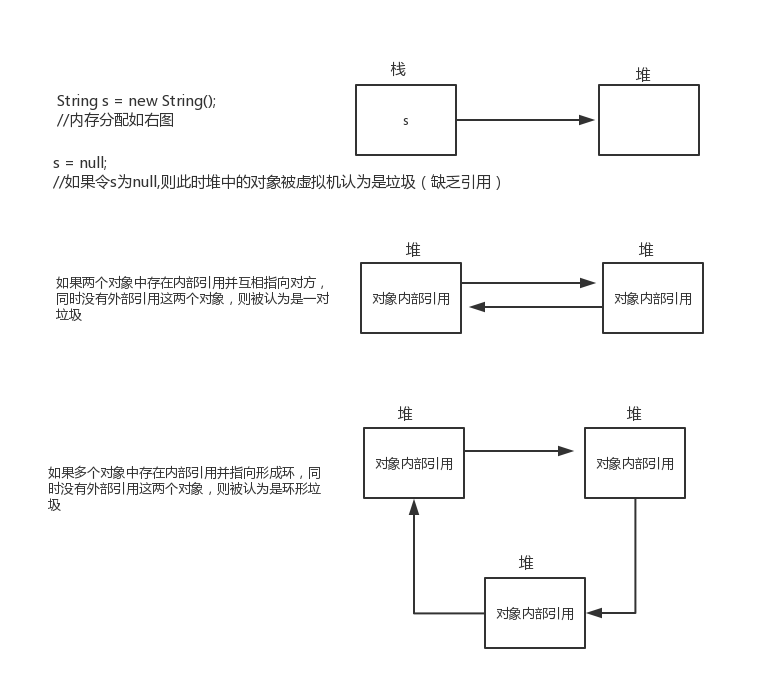 栈
堆
String s = new String();
//内存分配如右图
s
s = null;
//如果令s为null,则此时堆中的对象被虚拟机认为是垃圾（缺乏引用）
堆
堆
如果两个对象中存在内部引用并互相指向对方，
同时没有外部引用这两个对象，则被认为是一对
垃圾
对象内部引用
对象内部引用
堆
堆
如果多个对象中存在内部引用并指向形成环，同
时没有外部引用这两个对象，则被认为是环形垃
圾
对象内部引用
对象内部引用
堆
对象内部引用